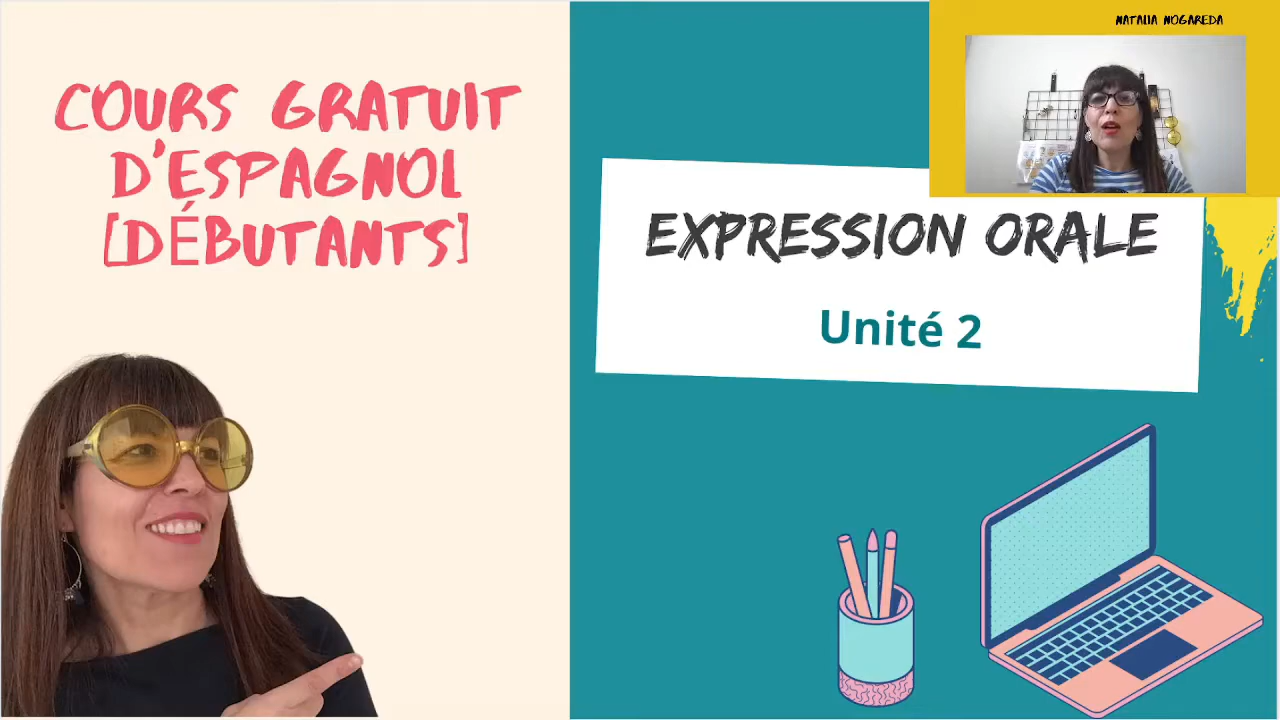 COURS GRATUIT
D'ESPAGNOL
[DÉBUTANTS]
NATALIA NOGAREDA
EXPRESSION ORALE
Unité 2